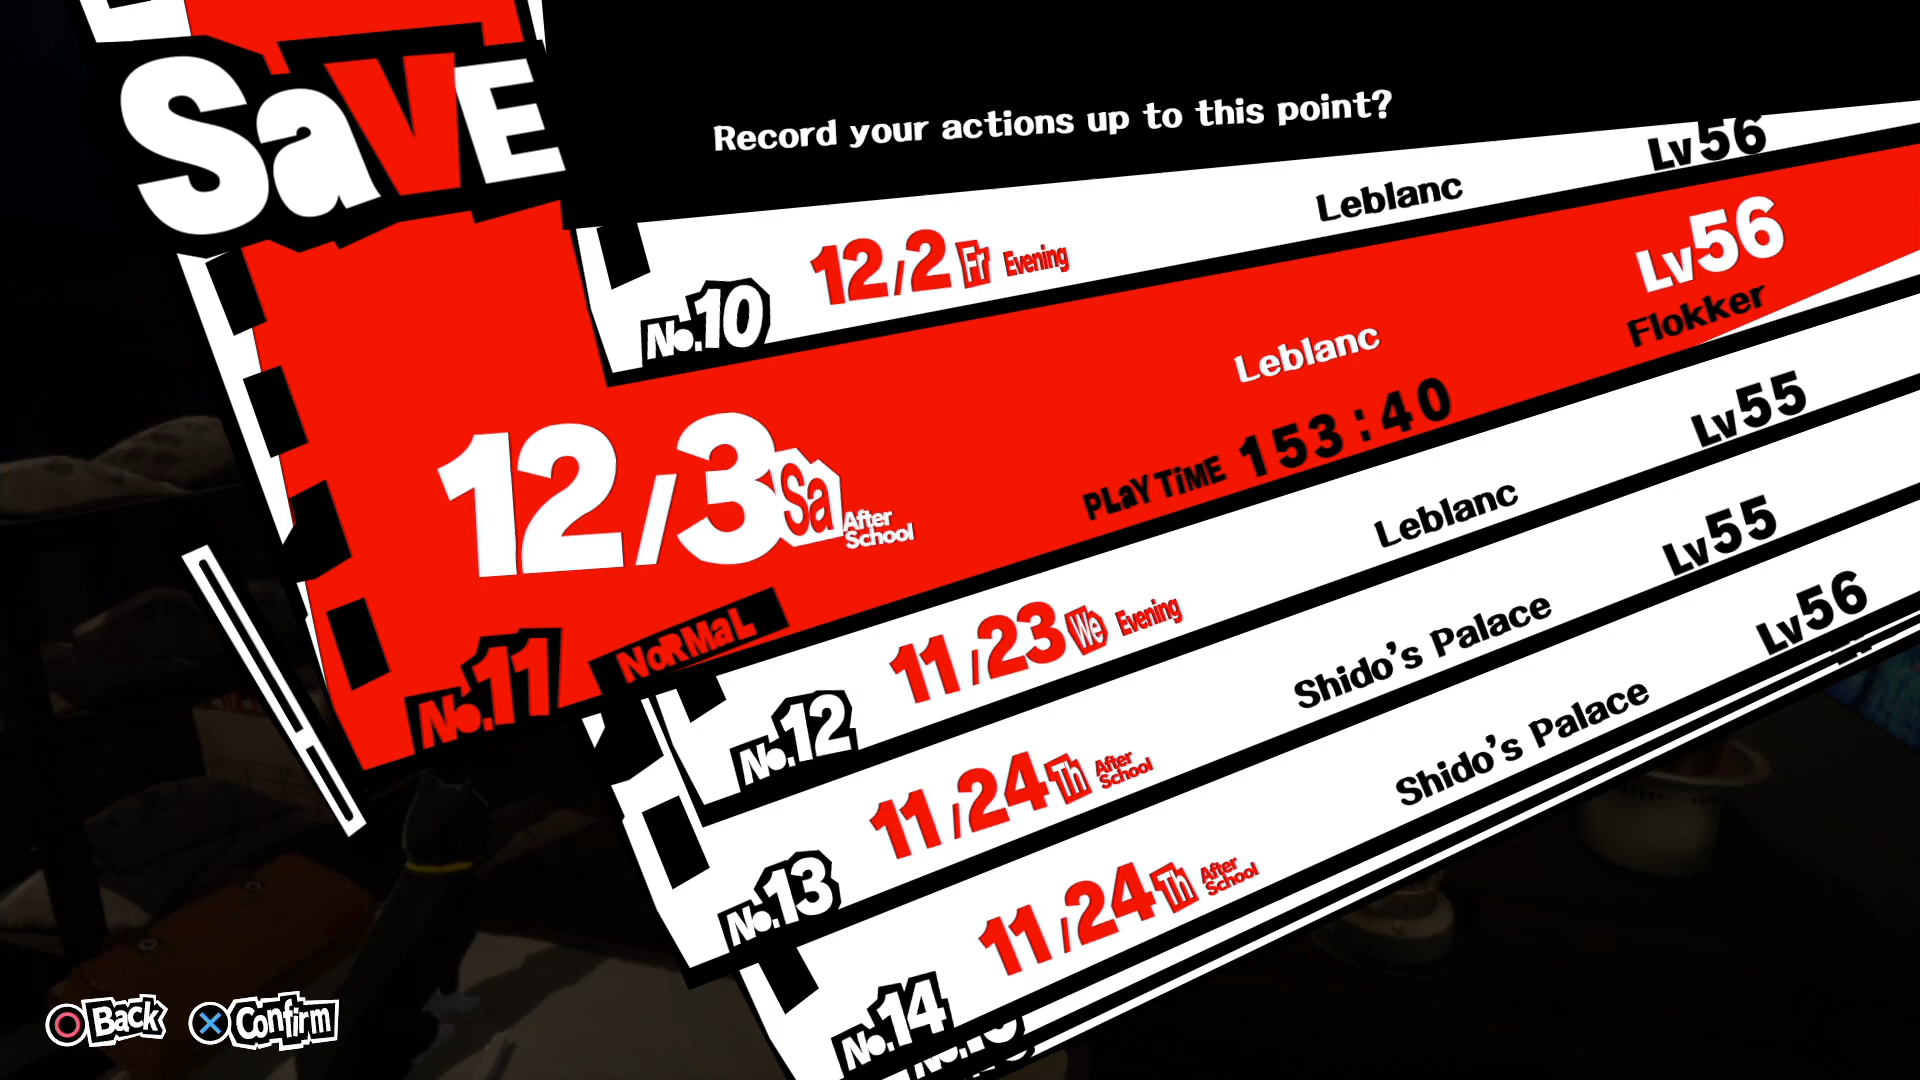 SaVE
Record your actions up to this point?
No.10 12/2 Fr Evening Leblanc Lv56
12/3 Sa After School Leblanc Lv56
PLaY TiME 153:40 Flokker
No.11 NoRMaL
No.12 11/23 We Evening Leblanc Lv55
No.13 11/24 Th After School Shido's Palace Lv55
No.14 11/24 Th After School Shido's Palace Lv56
Back Confirm